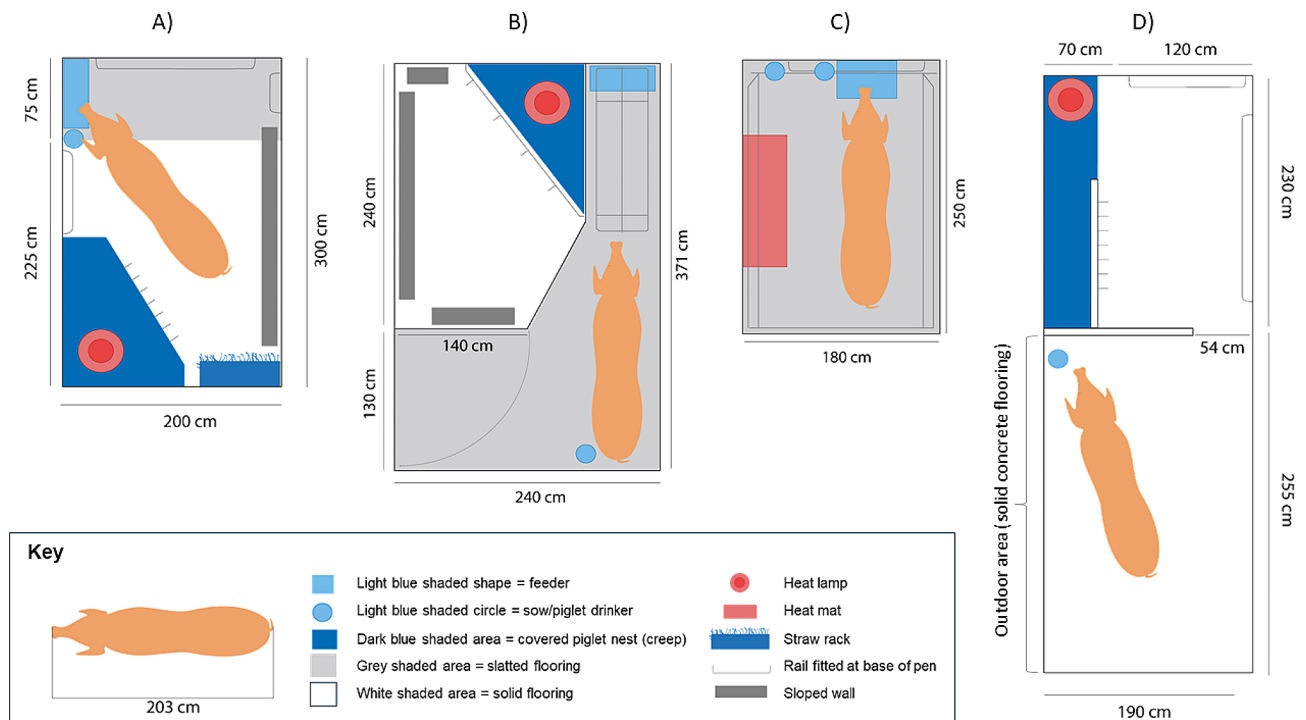 A)
B)
C)
D)
70 cm
120 cm
75 cm
225 cm
300 cm
200 cm
240 cm
130 cm
140 cm
371 cm
240 cm
250 cm
180 cm
230 cm
54 cm
Outdoor area (solid concrete flooring)
255 cm
190 cm
Key
203 cm
Light blue shaded shape = feeder
Light blue shaded circle = sow/piglet drinker
Dark blue shaded area = covered piglet nest (creep)
Grey shaded area = slatted flooring
White shaded area = solid flooring
Heat lamp
Heat mat
Straw rack
Rail fitted at base of pen
Sloped wall